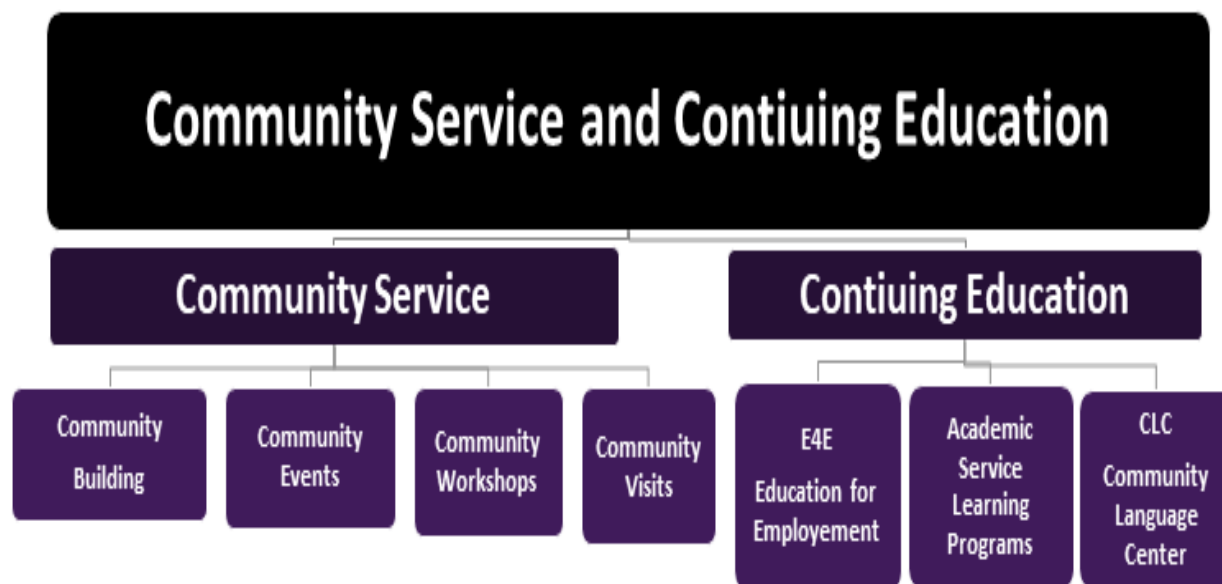 Community Service and Contiuing Education
Community Service
Contiuing Education
Community
Building
Community
Events
Community
Workshops
Community
Visits
E4E
Education for
Employement
Academic
Service
Learning
Programs
CLC
Community
Language
Center